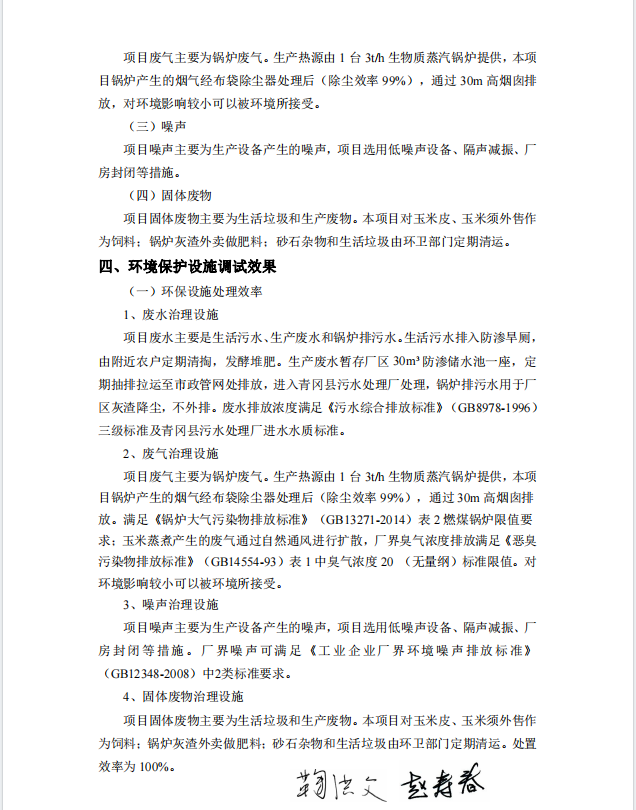 项目废气主要为锅炉废气。生产热源由 1 台 3t/h 生物质蒸汽锅炉提供，本项
目锅炉产生的烟气经布袋除尘器处理后（除尘效率 99%），通过 30m 高烟囱排
放，对环境影响较小可以被环境所接受。
（三）噪声
项目噪声主要为生产设备产生的噪声，项目选用低噪声设备、隔声减振、厂
房封闭等措施。
（四）固体废物
项目固体废物主要为生活垃圾和生产废物。本项目对玉米皮、玉米须外售作
为饲料；锅炉灰渣外卖做肥料；砂石杂物和生活垃圾由环卫部门定期清运。
四、环境保护设施调试效果
（一）环保设施处理效率
1、废水治理设施
项目废水主要是生活污水、生产废水和锅炉排污水。生活污水排入防渗旱厕，
由附近农户定期清掏，发酵堆肥。生产废水暂存厂区 30m³ 防渗储水池一座，定
期抽排拉运至市政管网处排放，进入青冈县污水处理厂处理，锅炉排污水用于厂
区灰渣降尘，不外排。废水排放浓度满足《污水综合排放标准》（GB8978-1996）
三级标准及青冈县污水处理厂进水水质标准。
2、废气治理设施
项目废气主要为锅炉废气。生产热源由 1 台 3t/h 生物质蒸汽锅炉提供，本项
目锅炉产生的烟气经布袋除尘器处理后（除尘效率 99%），通过 30m 高烟囱排
放。满足《锅炉大气污染物排放标准》（GB13271-2014）表 2 燃煤锅炉限值要
求；玉米蒸煮产生的废气通过自然通风进行扩散，厂界臭气浓度排放满足《恶臭
污染物排放标准》（GB14554-93）表 1 中臭气浓度 20 （无量纲）标准限值。对
环境影响较小可以被环境所接受。
3、噪声治理设施
项目噪声主要为生产设备产生的噪声，项目选用低噪声设备、隔声减振、厂
房封闭等措施。厂界噪声可满足《工业企业厂界环境噪声排放标准》
（GB12348-2008）中2类标准要求。
4、固体废物治理设施
项目固体废物主要为生活垃圾和生产废物。本项目对玉米皮、玉米须外售作
为饲料；锅炉灰渣外卖做肥料；砂石杂物和生活垃圾由环卫部门定期清运。处置
效率为 100%。
鞠洪文 赵寿春